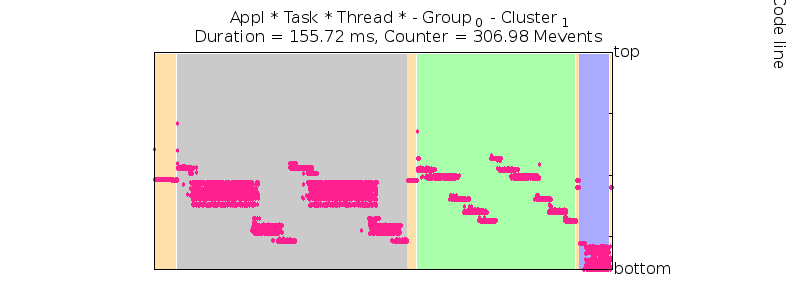 Appl * Task * Thread * - Group 0 - Cluster 1
Duration = 155.72 ms, Counter = 306.98 Mevents
top
bottom
Code line